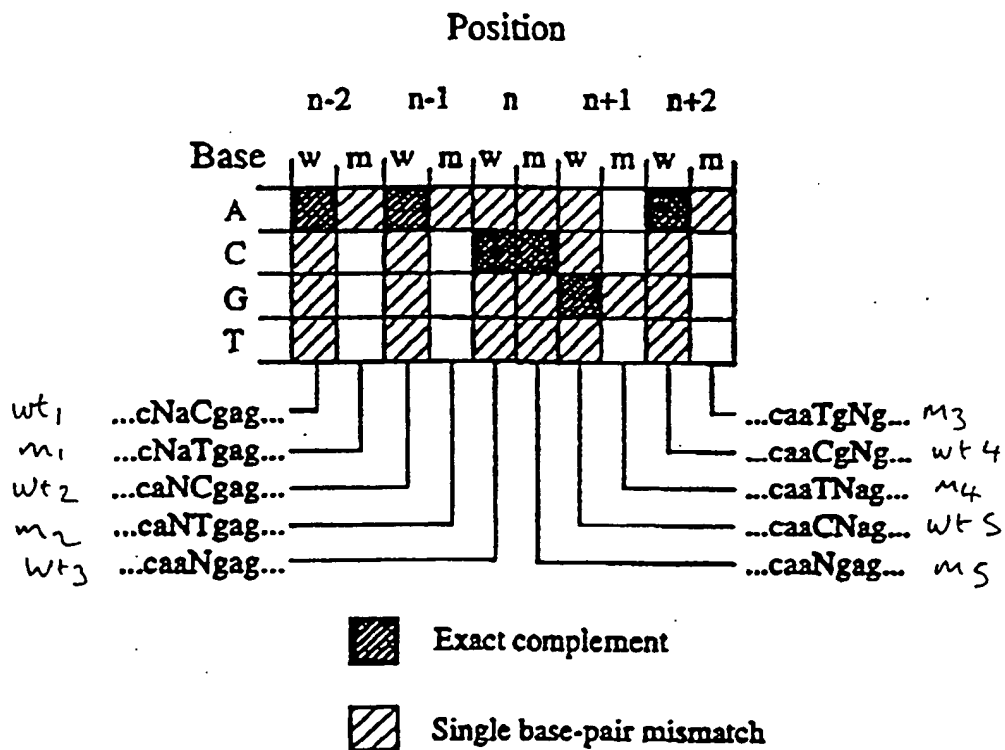 Position
n-2 n-1 n n+1 n+2
Base w m w m w m w m w m
A
C
G
T
wt1 ...cNaCgag...
m1 ...cNaTgag...
wt2 ...caNCgag...
m2 ...caNTgag...
wt3 ...caaNgag...
...caaTgNg... m3
...caaCgNg... wt4
...caaTNag... m4
...caaCNag... wt5
...caaNgag... m5
Exact complement
Single base-pair mismatch